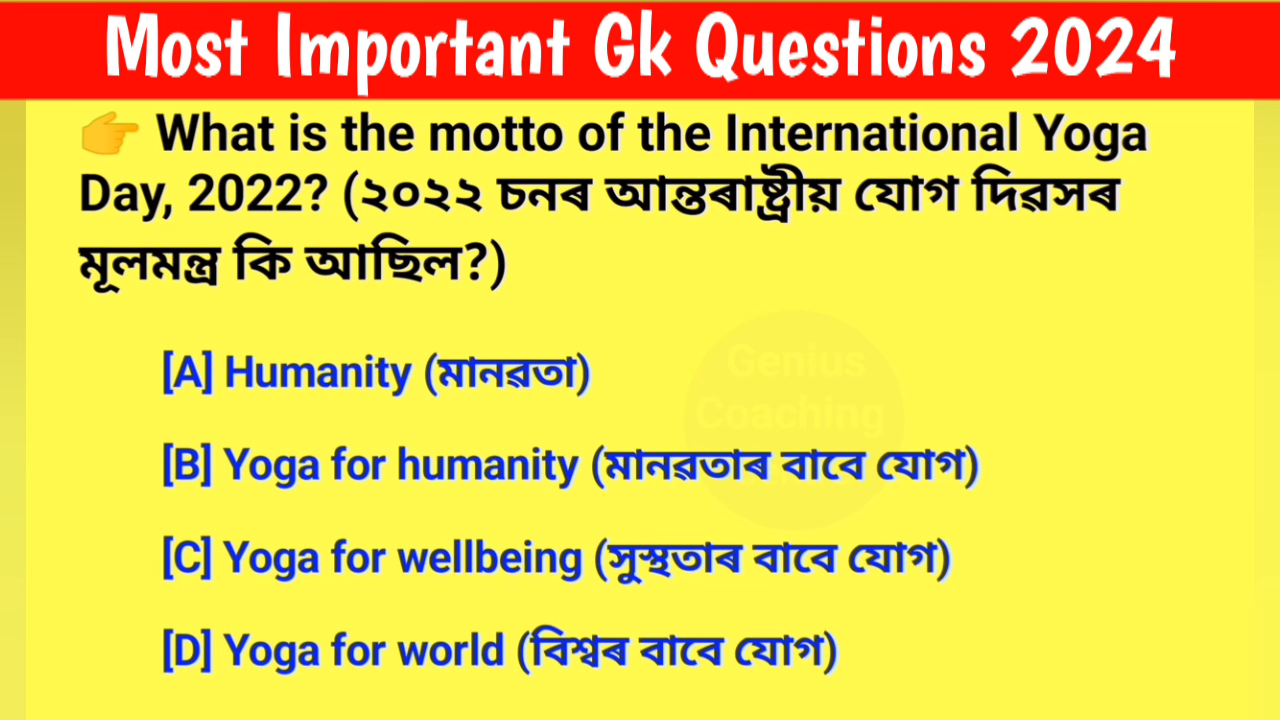 Most Important Gk Questions 2024
👉 What is the motto of the International Yoga
Day, 2022? (২০২২ চনৰ আন্তৰাষ্ট্ৰীয় যোগ দিৱসৰ
মূলমন্ত্ৰ কি আছিল?)
Genius
Coaching
[A] Humanity (মানৱতা)
[B] Yoga for humanity (মানৱতাৰ বাবে যোগ)
[C] Yoga for wellbeing (সুস্থতাৰ বাবে যোগ)
[D] Yoga for world (বিশ্বৰ বাবে যোগ)